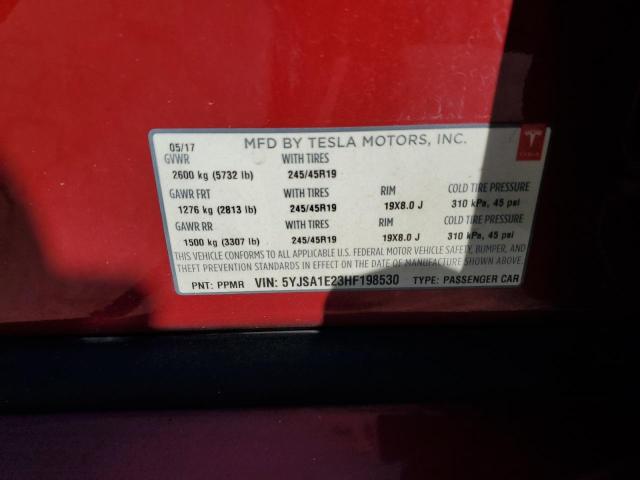 05/17 MFD BY TESLA MOTORS, INC.
GVWR WITH TIRES
2600 kg (5732 lb) 245/45R19
TESLA
GAWR FRT WITH TIRES RIM COLD TIRE PRESSURE
1276 kg (2813 lb) 245/45R19 19X8.0 J 310 kPa, 45 psi
GAWR RR WITH TIRES RIM COLD TIRE PRESSURE
1500 kg (3307 lb) 245/45R19 19X8.0 J 310 kPa, 45 psi
THIS VEHICLE CONFORMS TO ALL APPLICABLE U.S. FEDERAL MOTOR VEHICLE SAFETY, BUMPER, AND
THEFT PREVENTION STANDARDS IN EFFECT ON THE DATE OF MANUFACTURE SHOWN ABOVE.
PNT: PPMR VIN: 5YJSA1E23HF198530 TYPE: PASSENGER CAR